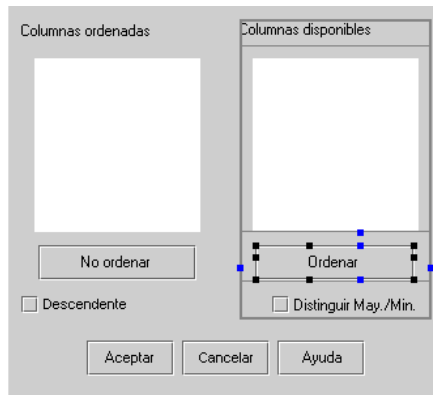 Columnas ordenadas
Columnas disponibles
No ordenar
Ordenar
Descendente
Distinguir May./Min.
Aceptar
Cancelar
Ayuda